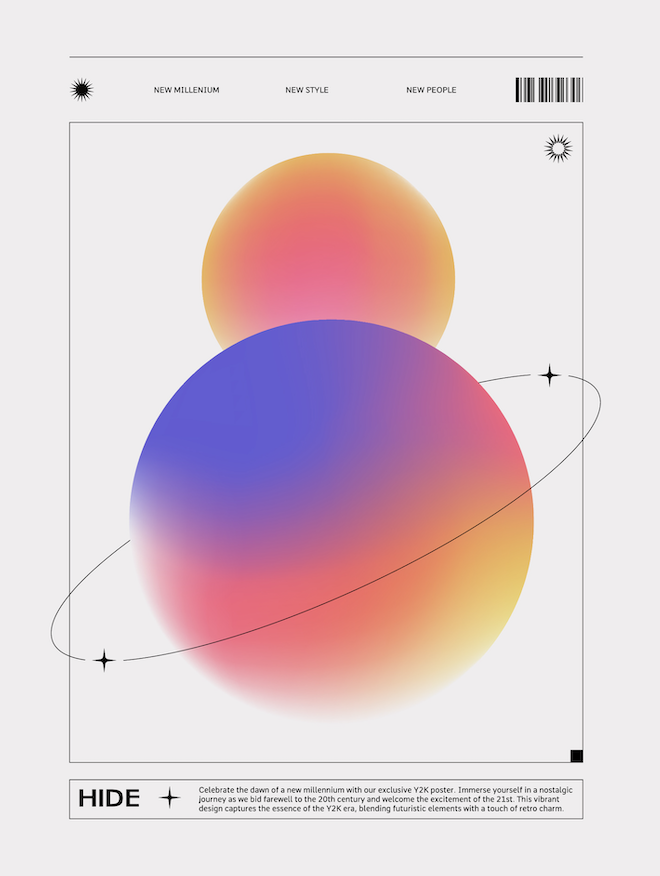 NEW MILLENIUM
NEW STYLE
NEW PEOPLE
HIDE
Celebrate the dawn of a new millennium with our exclusive Y2K poster. Immerse yourself in a nostalgic
journey as we bid farewell to the 20th century and welcome the excitement of the 21st. This vibrant
design captures the essence of the Y2K era, blending futuristic elements with a touch of retro charm.